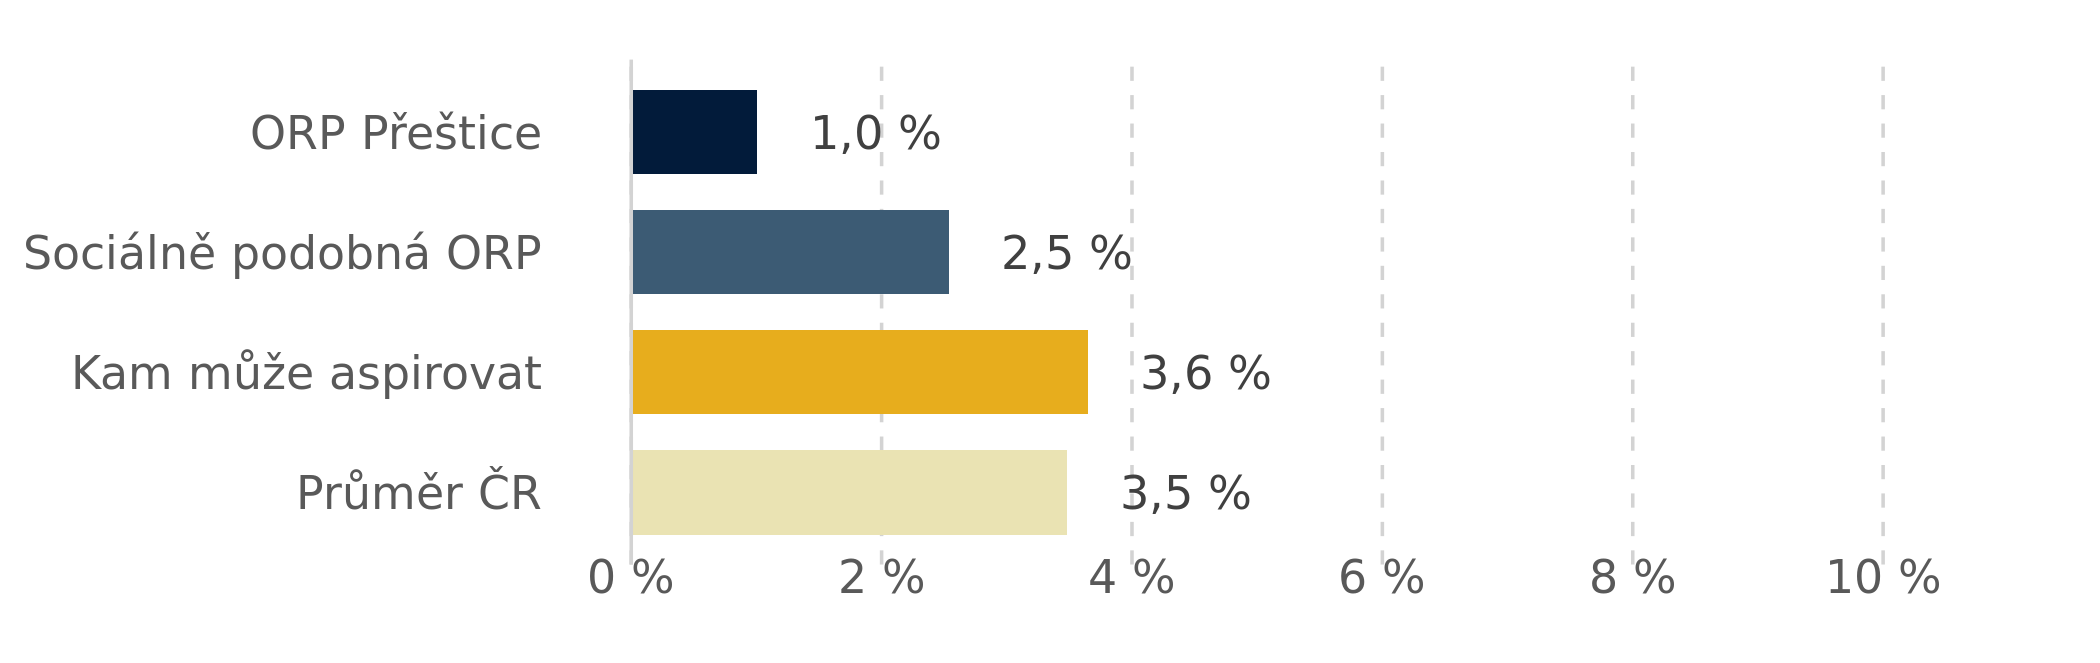 ORP Přeštice 1,0 %
Sociálně podobná ORP 2,5 %
Kam může aspirovat 3,6 %
Průměr ČR 3,5 %
0 % 2 % 4 % 6 % 8 % 10 %